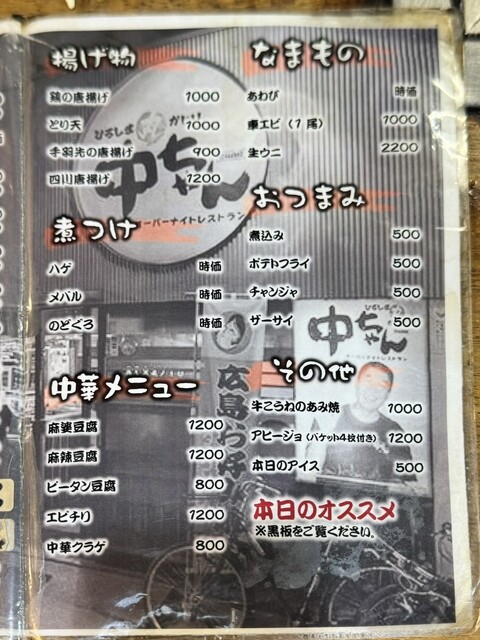 揚げ物
鶏の唐揚げ 1000
とり天 1000
手羽先の唐揚げ 900
四川唐揚げ 1200
煮つけ
ハゲ 時価
メバル 時価
のどぐろ 時価
中華メニュー
麻婆豆腐 1200
麻辣豆腐 1200
ピータン豆腐 800
エビチリ 1200
中華クラゲ 800
なまもの
あわび 時価
車エビ（1尾） 1000
生ウニ 2200
おつまみ
煮込み 500
ポテトフライ 500
チャンジャ 500
ザーサイ 500
その他
牛こうねのあみ焼 1000
アヒージョ（バケット4枚付き） 1200
本日のアイス 500
本日のオススメ
※黒板をご覧ください。
ひろしま
中ちゃん
ーパーナイトレストラン
中ちゃん
広島お好